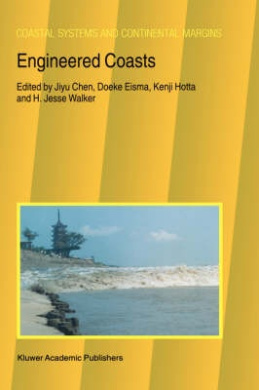 COASTAL SYSTEMS AND CONTINENTAL MARGINS
Engineered Coasts
Edited by Jiyu Chen, Doeke Eisma, Kenji Hotta
and H. Jesse Walker
Kluwer Academic Publishers